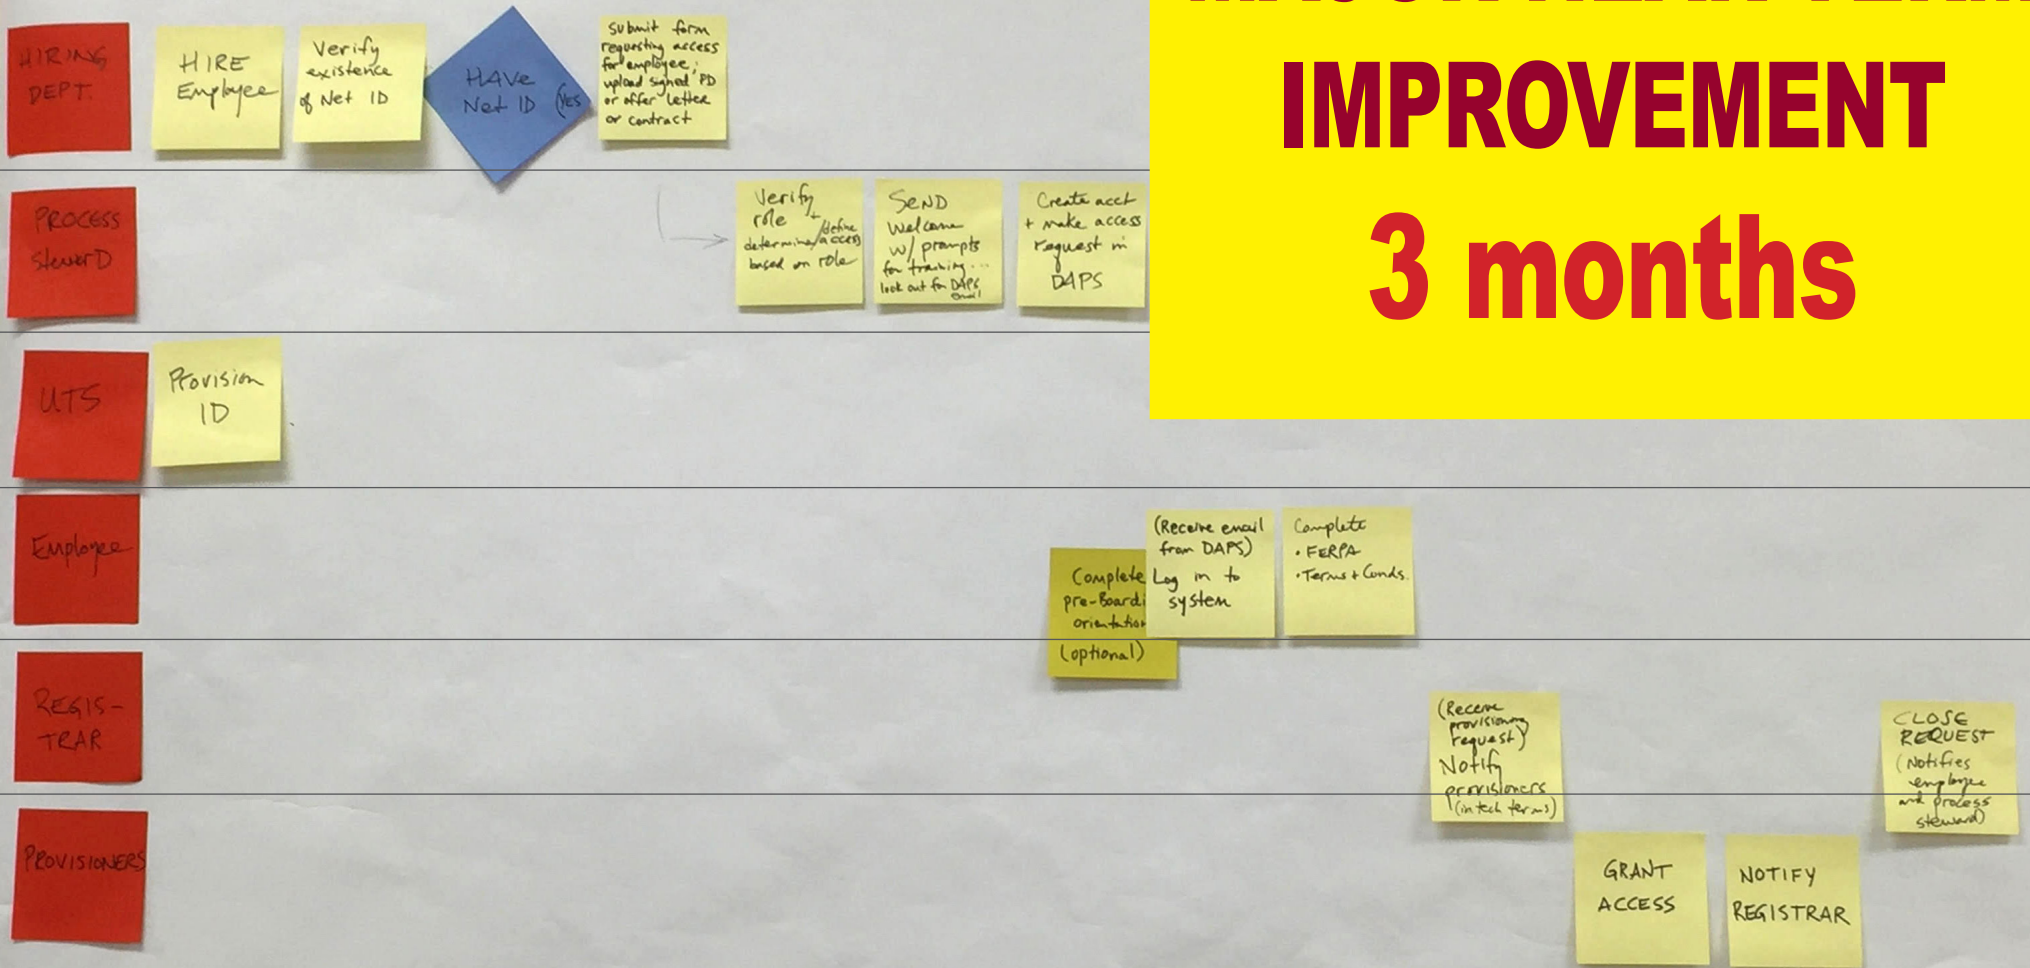 IMPROVEMENT
3 months
HIRING
DEPT.
HIRE
Employee
Verify
existence
of Net ID
HAVE
Net ID (YES
Submit form
requesting access
for employee;
upload signed PD
or offer letter
or contract
PROCESS
StewarD
Verify
role +
determine/define
access
based on role
SeND
Welcome
w/ prompts
for training...
look out for DAPS
email
Create acct
+ make access
request in
DAPS
UTS
Provision
ID
Employee
Complete
pre-Boardi
orientation
(optional)
(Receive email
from DAPS)
Log in to
system
Complete
• FERPA
• Terms + Conds.
REGIS-
TRAR
(Receive
provisioning
request)
Notify
provisioners
(in tech terms)
CLOSE
REQUEST
(Notifies
employee
and process
steward)
PROVISIONERS
GRANT
ACCESS
NOTIFY
REGISTRAR